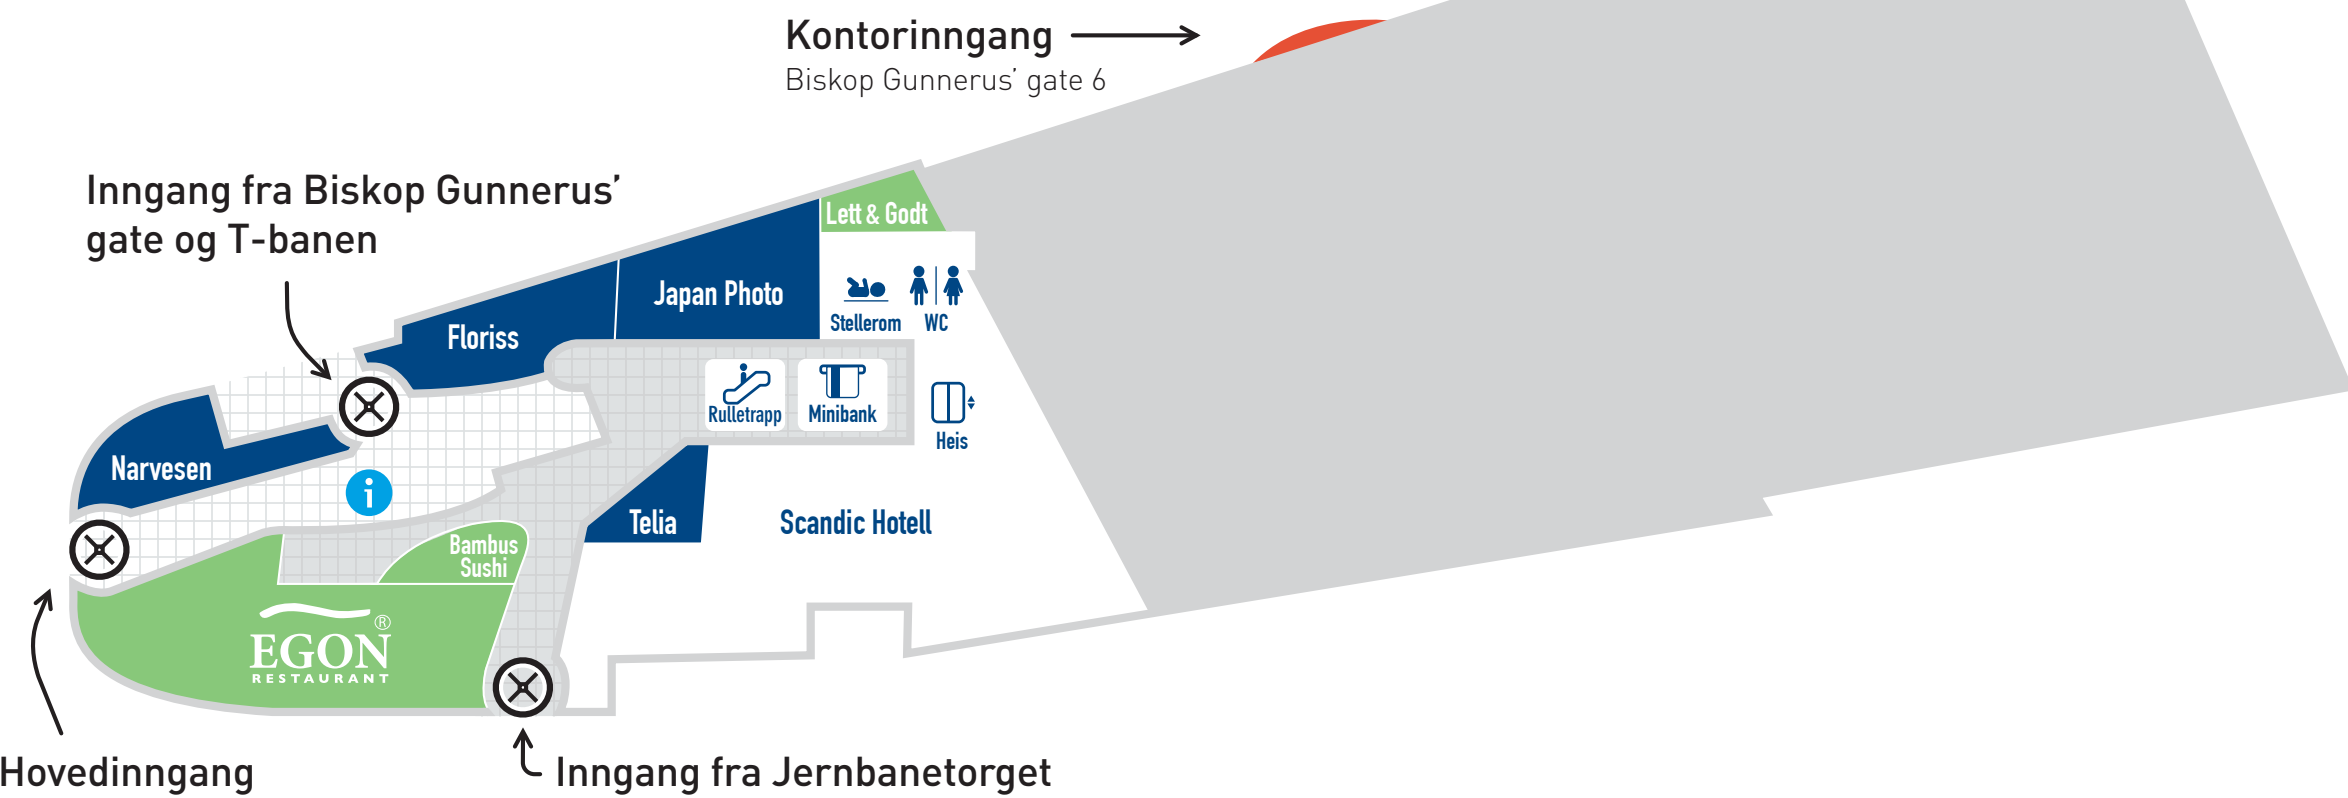 Kontorinngang
Biskop Gunnerus’ gate 6
Inngang fra Biskop Gunnerus’
gate og T-banen
Lett & Godt
Japan Photo
Floriss
Stellerom
WC
Rulletrapp
Minibank
Heis
Narvesen
i
Telia
Scandic Hotell
Bambus
Sushi
EGON®
RESTAURANT
Hovedinngang
Inngang fra Jernbanetorget